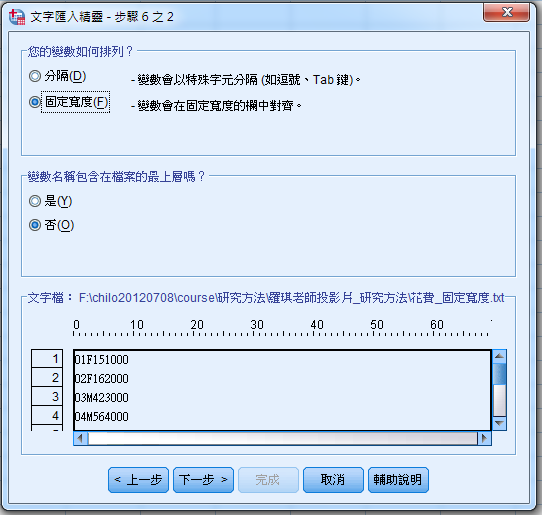 文字匯入精靈 - 步驟 6 之 2
您的變數如何排列？
分隔(D) - 變數會以特殊字元分隔 (如逗號、Tab 鍵)。
固定寬度(F) - 變數會在固定寬度的欄中對齊。
變數名稱包含在檔案的最上層嗎？
是(Y)
否(O)
文字檔： F:\chilo20120708\course\研究方法\羅琪老師投影片_研究方法\花費_固定寬度.txt
0 10 20 30 40 50 60
1 01F151000
2 02F162000
3 03M423000
4 04M564000
< 上一步 下一步 > 完成 取消 輔助說明